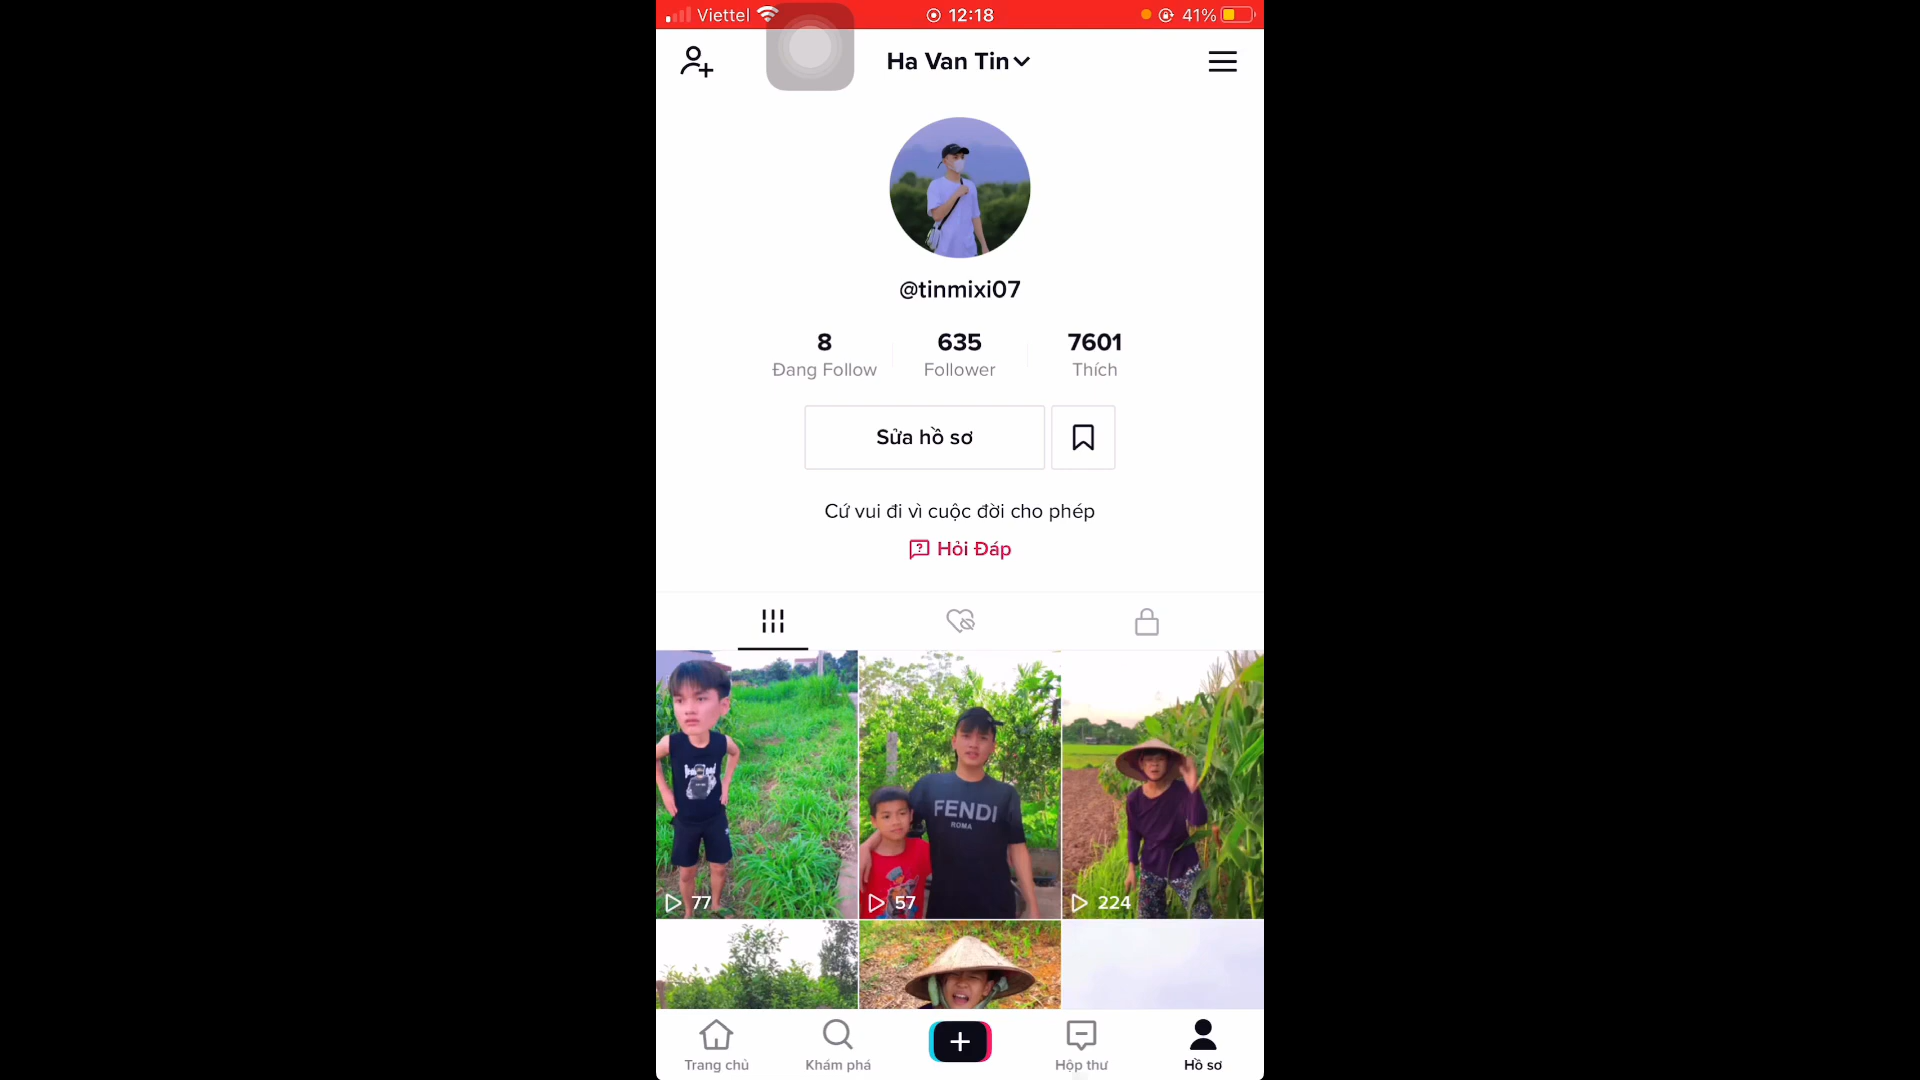 Viettel 12:18 41%
Ha Van Tin
@tinmixi07
8 635 7601
Đang Follow Follower Thích
Sửa hồ sơ
Cứ vui đi vì cuộc đời cho phép
Hỏi Đáp
FENDI
ROMA
77 57 224
Trang chủ Khám phá Hộp thư Hồ sơ